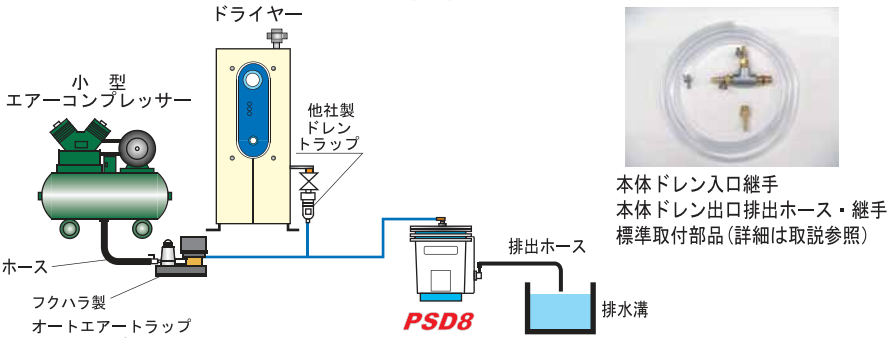 ドライヤー
小 型
エアーコンプレッサー
他社製
ドレン
トラップ
ホース
フクハラ製
オートエアートラップ
PSD8
排出ホース
排水溝
本体ドレン入口継手
本体ドレン出口排出ホース・継手
標準取付部品(詳細は取説参照)